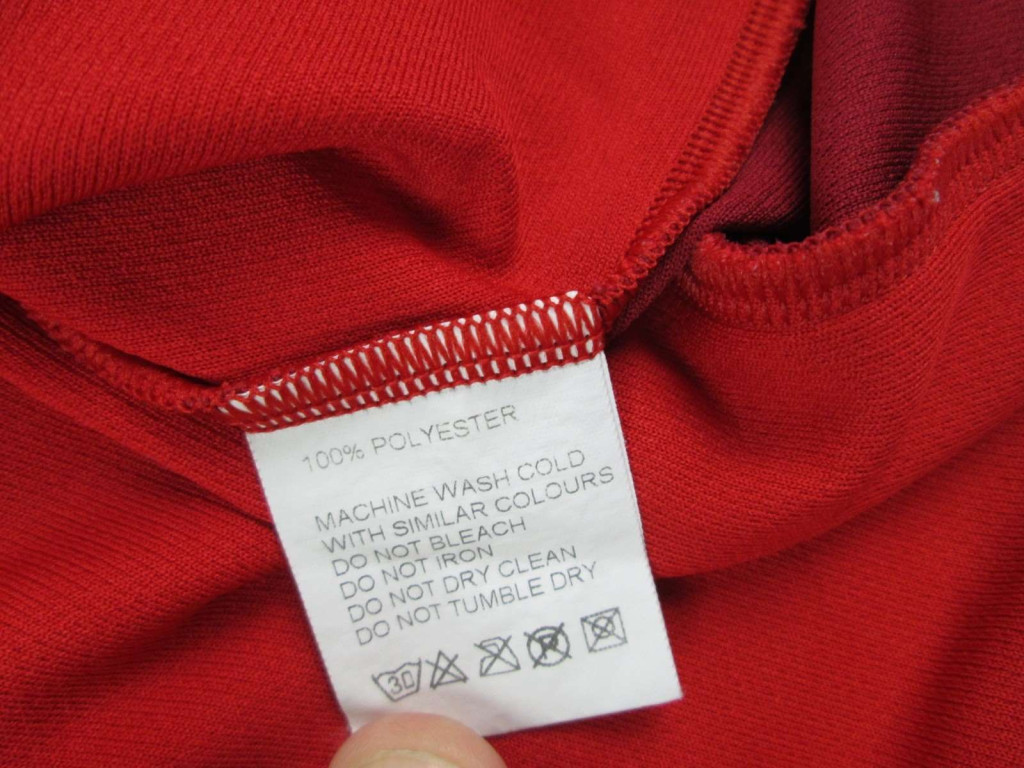 100% POLYESTER
MACHINE WASH COLD
WITH SIMILAR COLOURS
DO NOT BLEACH
DO NOT IRON
DO NOT DRY CLEAN
DO NOT TUMBLE DRY
30 P